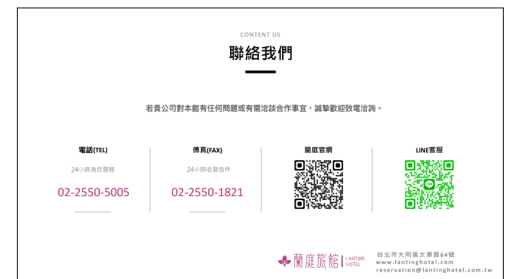 CONTENT US
聯絡我們
若貴公司對本館有任何問題或有需洽談合作事宜，誠摯歡迎致電洽詢。
電話(TEL)
24小時為您服務
02-2550-5005
傳真(FAX)
24小時收發信件
02-2550-1821
蘭庭官網
LINE客服
蘭庭旅館
LANTING
HOTEL
台北市大同區太原路64號
www.lantinghotel.com
reservation@lantinghotel.com.tw